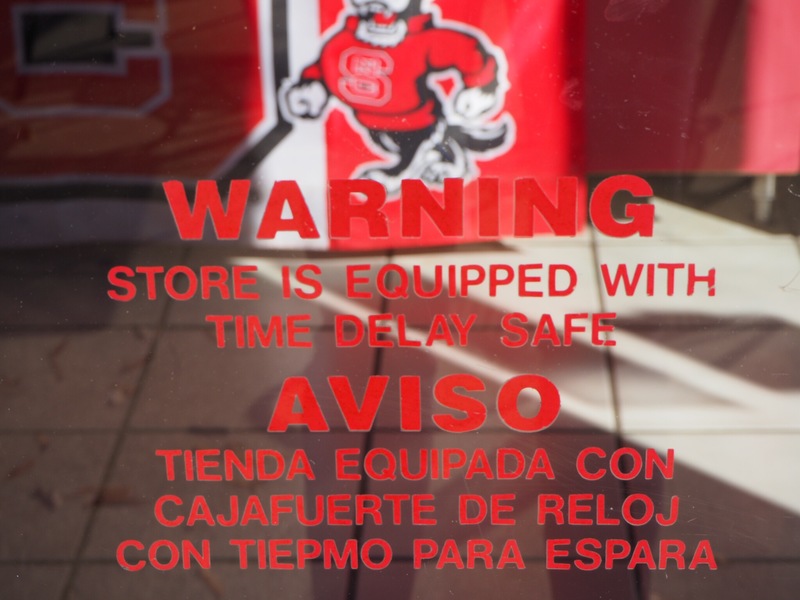 WARNING
STORE IS EQUIPPED WITH
TIME DELAY SAFE
AVISO
TIENDA EQUIPADA CON
CAJAFUERTE DE RELOJ
CON TIEPMO PARA ESPARA